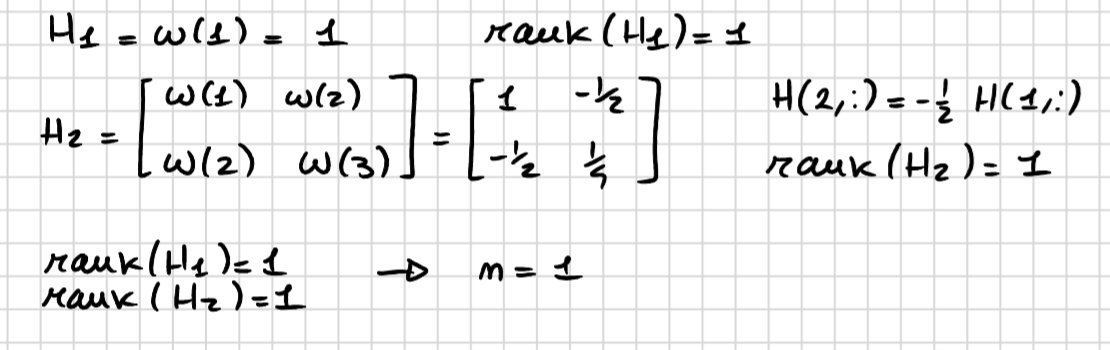 H1 = ω(1) = 1 rank(H1) = 1
H2 = [ω(1) ω(2); ω(2) ω(3)] = [1 -1/2; -1/2 1/4] H(2,:) = -1/2 H(1,:)
rank(H2) = 1
rank(H1) = 1 → n = 1
rank(H2) = 1